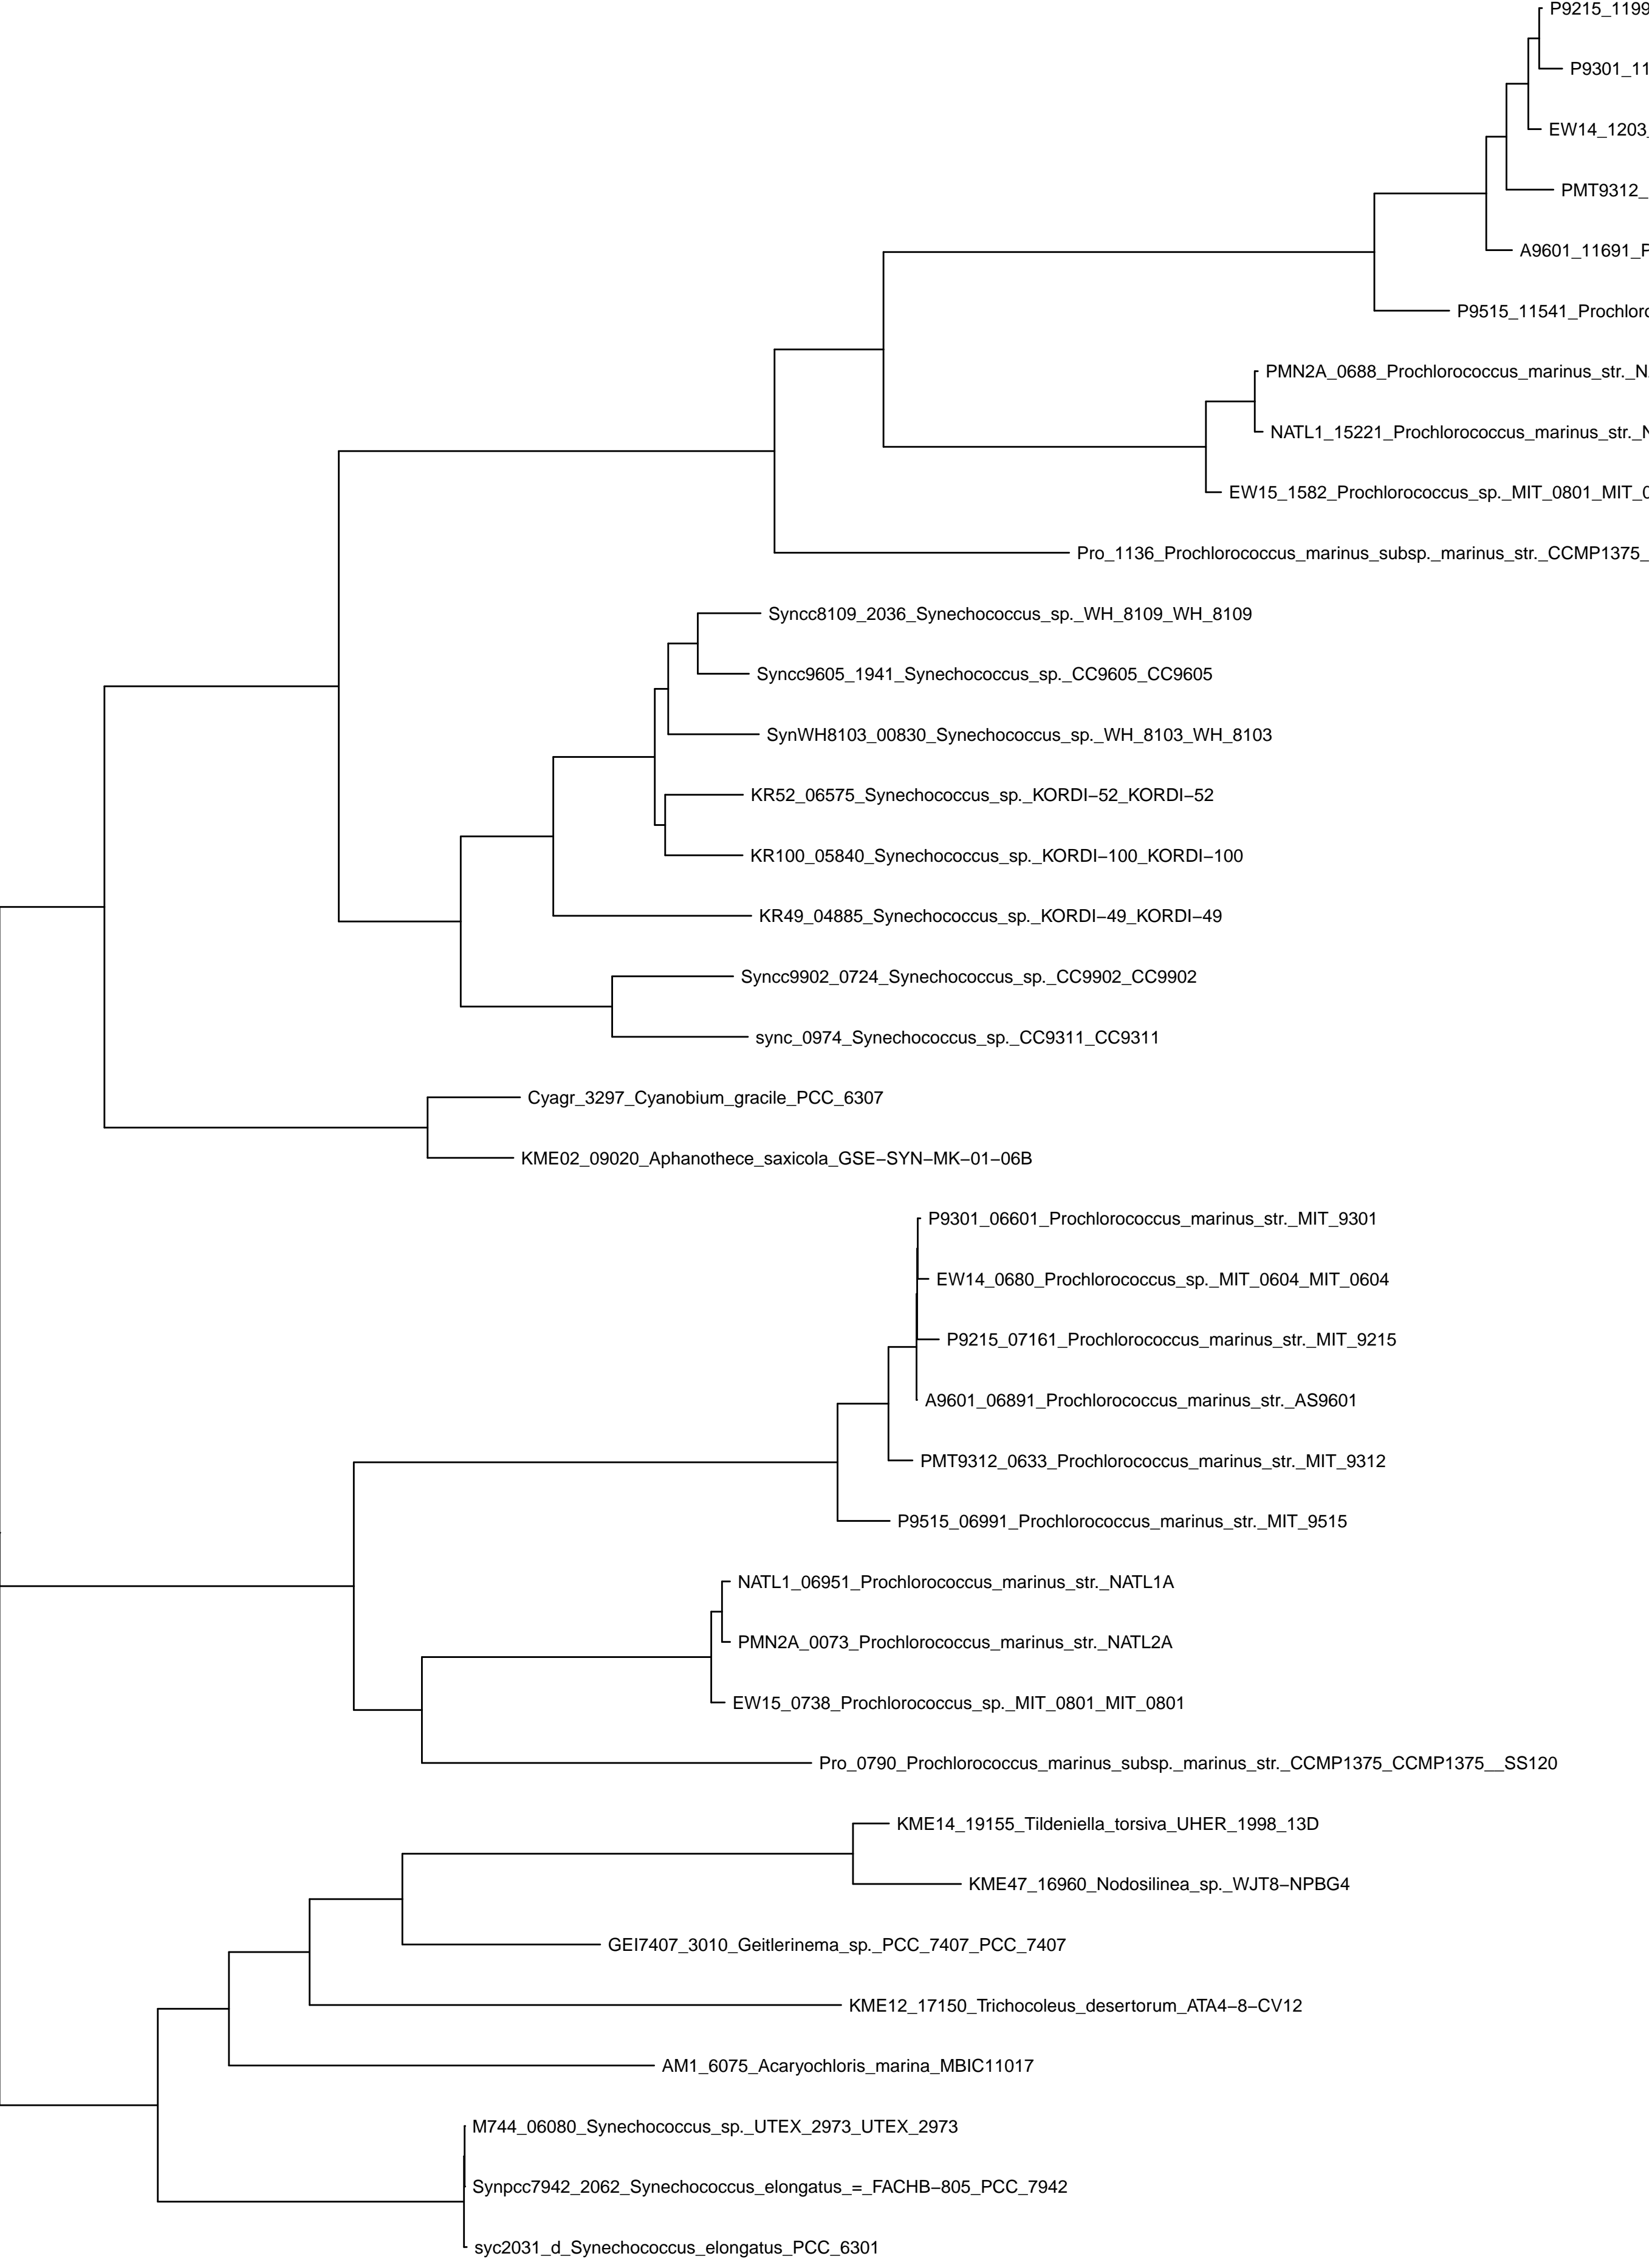 P9215_1199
P9301_11
EW14_1203_
PMT9312_
A9601_11691_P
P9515_11541_Prochloro
PMN2A_0688_Prochlorococcus_marinus_str._N
NATL1_15221_Prochlorococcus_marinus_str._N
EW15_1582_Prochlorococcus_sp._MIT_0801_MIT_0
Pro_1136_Prochlorococcus_marinus_subsp._marinus_str._CCMP1375_
Syncc8109_2036_Synechococcus_sp._WH_8109_WH_8109
Syncc9605_1941_Synechococcus_sp._CC9605_CC9605
SynWH8103_00830_Synechococcus_sp._WH_8103_WH_8103
KR52_06575_Synechococcus_sp._KORDI−52_KORDI−52
KR100_05840_Synechococcus_sp._KORDI−100_KORDI−100
KR49_04885_Synechococcus_sp._KORDI−49_KORDI−49
Syncc9902_0724_Synechococcus_sp._CC9902_CC9902
sync_0974_Synechococcus_sp._CC9311_CC9311
Cyagr_3297_Cyanobium_gracile_PCC_6307
KME02_09020_Aphanothece_saxicola_GSE−SYN−MK−01−06B
P9301_06601_Prochlorococcus_marinus_str._MIT_9301
EW14_0680_Prochlorococcus_sp._MIT_0604_MIT_0604
P9215_07161_Prochlorococcus_marinus_str._MIT_9215
A9601_06891_Prochlorococcus_marinus_str._AS9601
PMT9312_0633_Prochlorococcus_marinus_str._MIT_9312
P9515_06991_Prochlorococcus_marinus_str._MIT_9515
NATL1_06951_Prochlorococcus_marinus_str._NATL1A
PMN2A_0073_Prochlorococcus_marinus_str._NATL2A
EW15_0738_Prochlorococcus_sp._MIT_0801_MIT_0801
Pro_0790_Prochlorococcus_marinus_subsp._marinus_str._CCMP1375_CCMP1375__SS120
KME14_19155_Tildeniella_torsiva_UHER_1998_13D
KME47_16960_Nodosilinea_sp._WJT8−NPBG4
GEI7407_3010_Geitlerinema_sp._PCC_7407_PCC_7407
KME12_17150_Trichocoleus_desertorum_ATA4−8−CV12
AM1_6075_Acaryochloris_marina_MBIC11017
M744_06080_Synechococcus_sp._UTEX_2973_UTEX_2973
Synpcc7942_2062_Synechococcus_elongatus_=_FACHB−805_PCC_7942
syc2031_d_Synechococcus_elongatus_PCC_6301